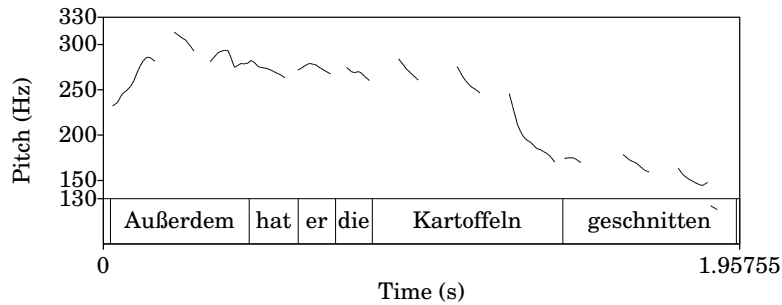 330
300
250
200
150
130
Pitch (Hz)
Außerdem hat er die Kartoffeln geschnitten
0 1.95755
Time (s)